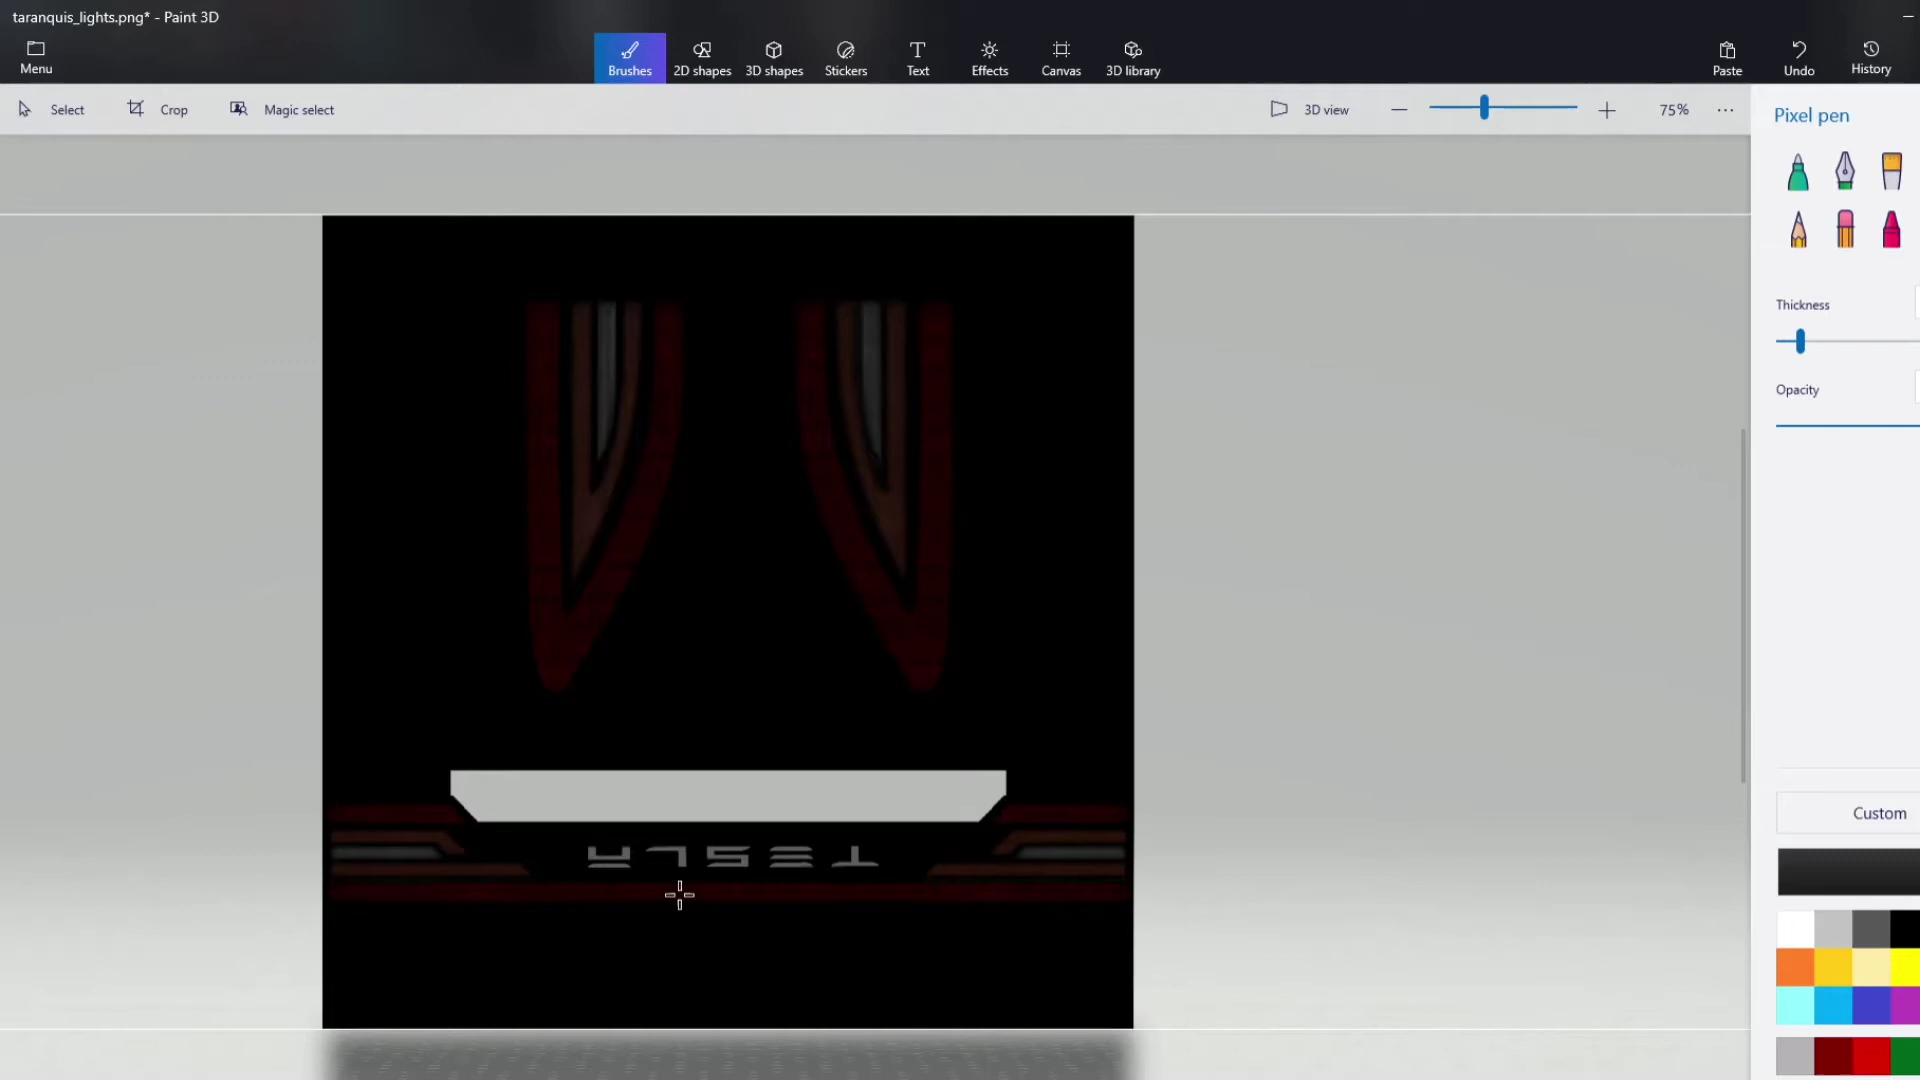 taranquis_lights.png* - Paint 3D
Menu
Brushes
2D shapes
3D shapes
Stickers
Text
Effects
Canvas
3D library
Paste
Undo
History
Select
Crop
Magic select
3D view
75%
Pixel pen
Thickness
Opacity
Custom
TESLA